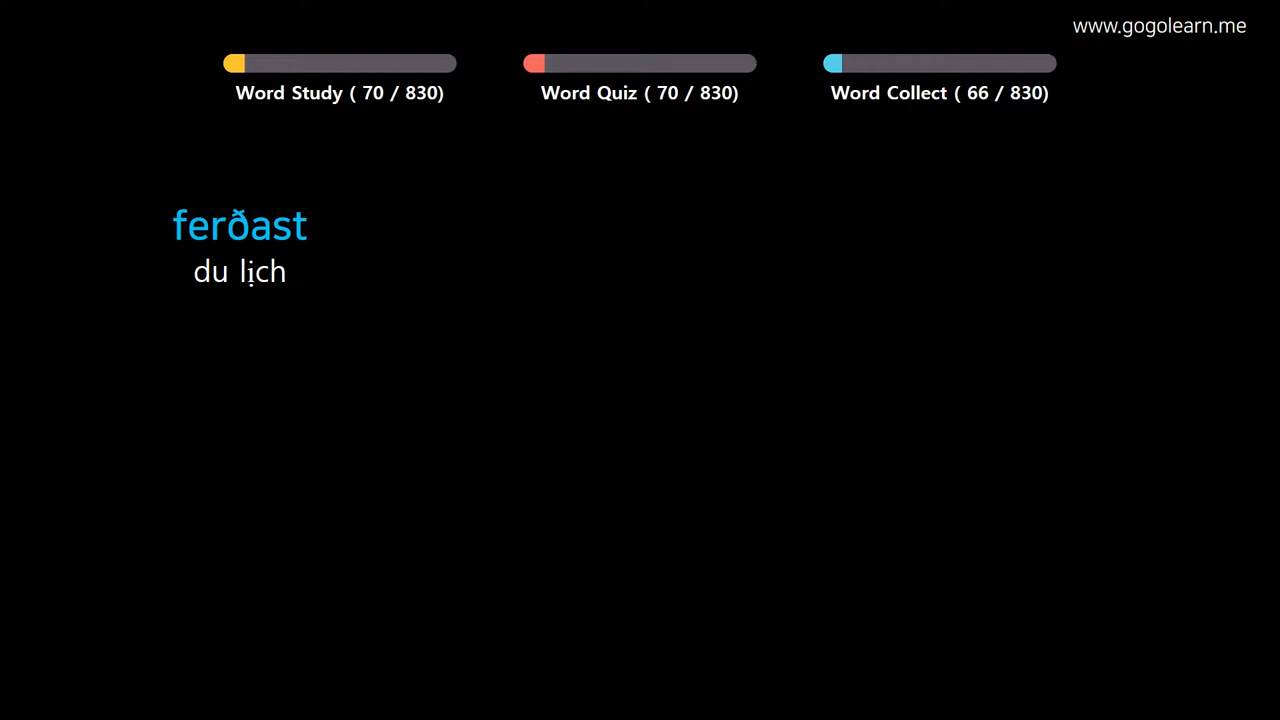 www.gogolearn.me
Word Study ( 70 / 830)
Word Quiz ( 70 / 830)
Word Collect ( 66 / 830)
ferðast
du lịch